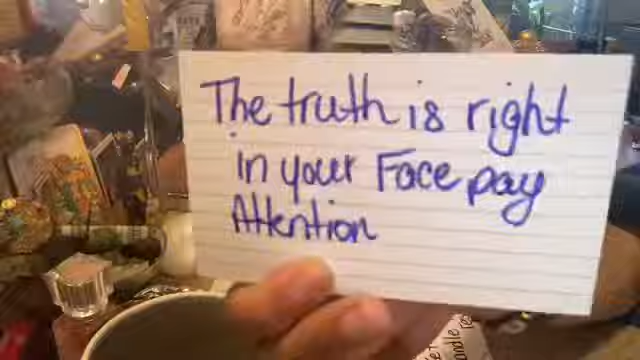 The truth is right
in your Face pay
Attention